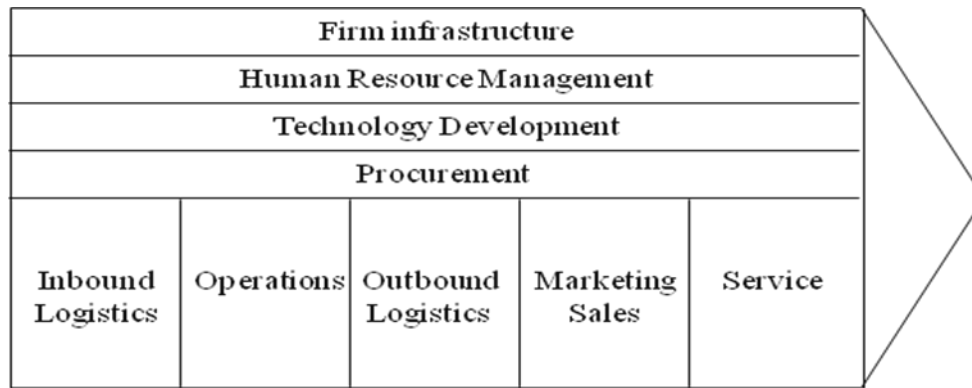 Firm infrastructure
Human Resource Management
Technology Development
Procurement
Inbound
Logistics
Operations
Outbound
Logistics
Marketing
Sales
Service